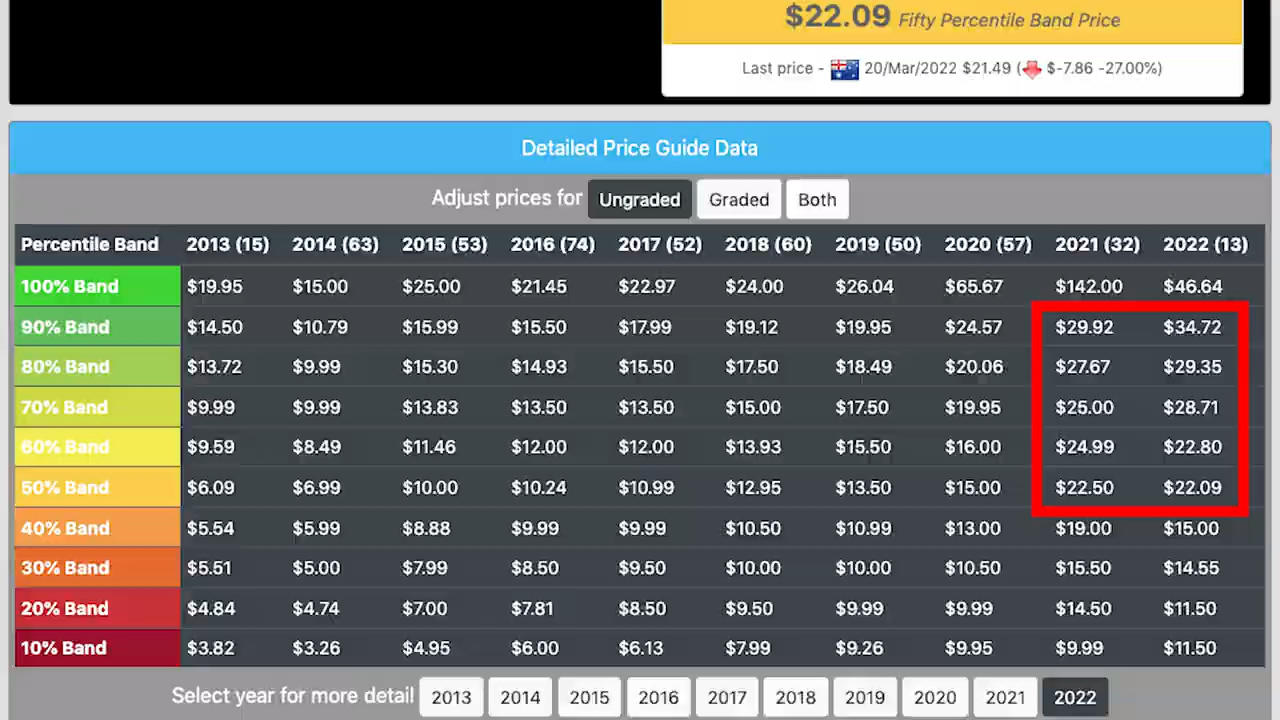 $22.09 Fifty Percentile Band Price
Last price - 20/Mar/2022 $21.49 ( $-7.86 -27.00%)
Detailed Price Guide Data
Adjust prices for Ungraded Graded Both
Percentile Band 2013 (15) 2014 (63) 2015 (53) 2016 (74) 2017 (52) 2018 (60) 2019 (50) 2020 (57) 2021 (32) 2022 (13)
100% Band $19.95 $15.00 $25.00 $21.45 $22.97 $24.00 $26.04 $65.67 $142.00 $46.64
90% Band $14.50 $10.79 $15.99 $15.50 $17.99 $19.12 $19.95 $24.57 $29.92 $34.72
80% Band $13.72 $9.99 $15.30 $14.93 $15.50 $17.50 $18.49 $20.06 $27.67 $29.35
70% Band $9.99 $9.99 $13.83 $13.50 $13.50 $15.00 $17.50 $19.95 $25.00 $28.71
60% Band $9.59 $8.49 $11.46 $12.00 $12.00 $13.93 $15.50 $16.00 $24.99 $22.80
50% Band $6.09 $6.99 $10.00 $10.24 $10.99 $12.95 $13.50 $15.00 $22.50 $22.09
40% Band $5.54 $5.99 $8.88 $9.99 $9.99 $10.50 $10.99 $13.00 $19.00 $15.00
30% Band $5.51 $5.00 $7.99 $8.50 $9.50 $10.00 $10.00 $10.50 $15.50 $14.55
20% Band $4.84 $4.74 $7.00 $7.81 $8.50 $9.50 $9.99 $9.99 $14.50 $11.50
10% Band $3.82 $3.26 $4.95 $6.00 $6.13 $7.99 $9.26 $9.95 $9.99 $11.50
Select year for more detail 2013 2014 2015 2016 2017 2018 2019 2020 2021 2022